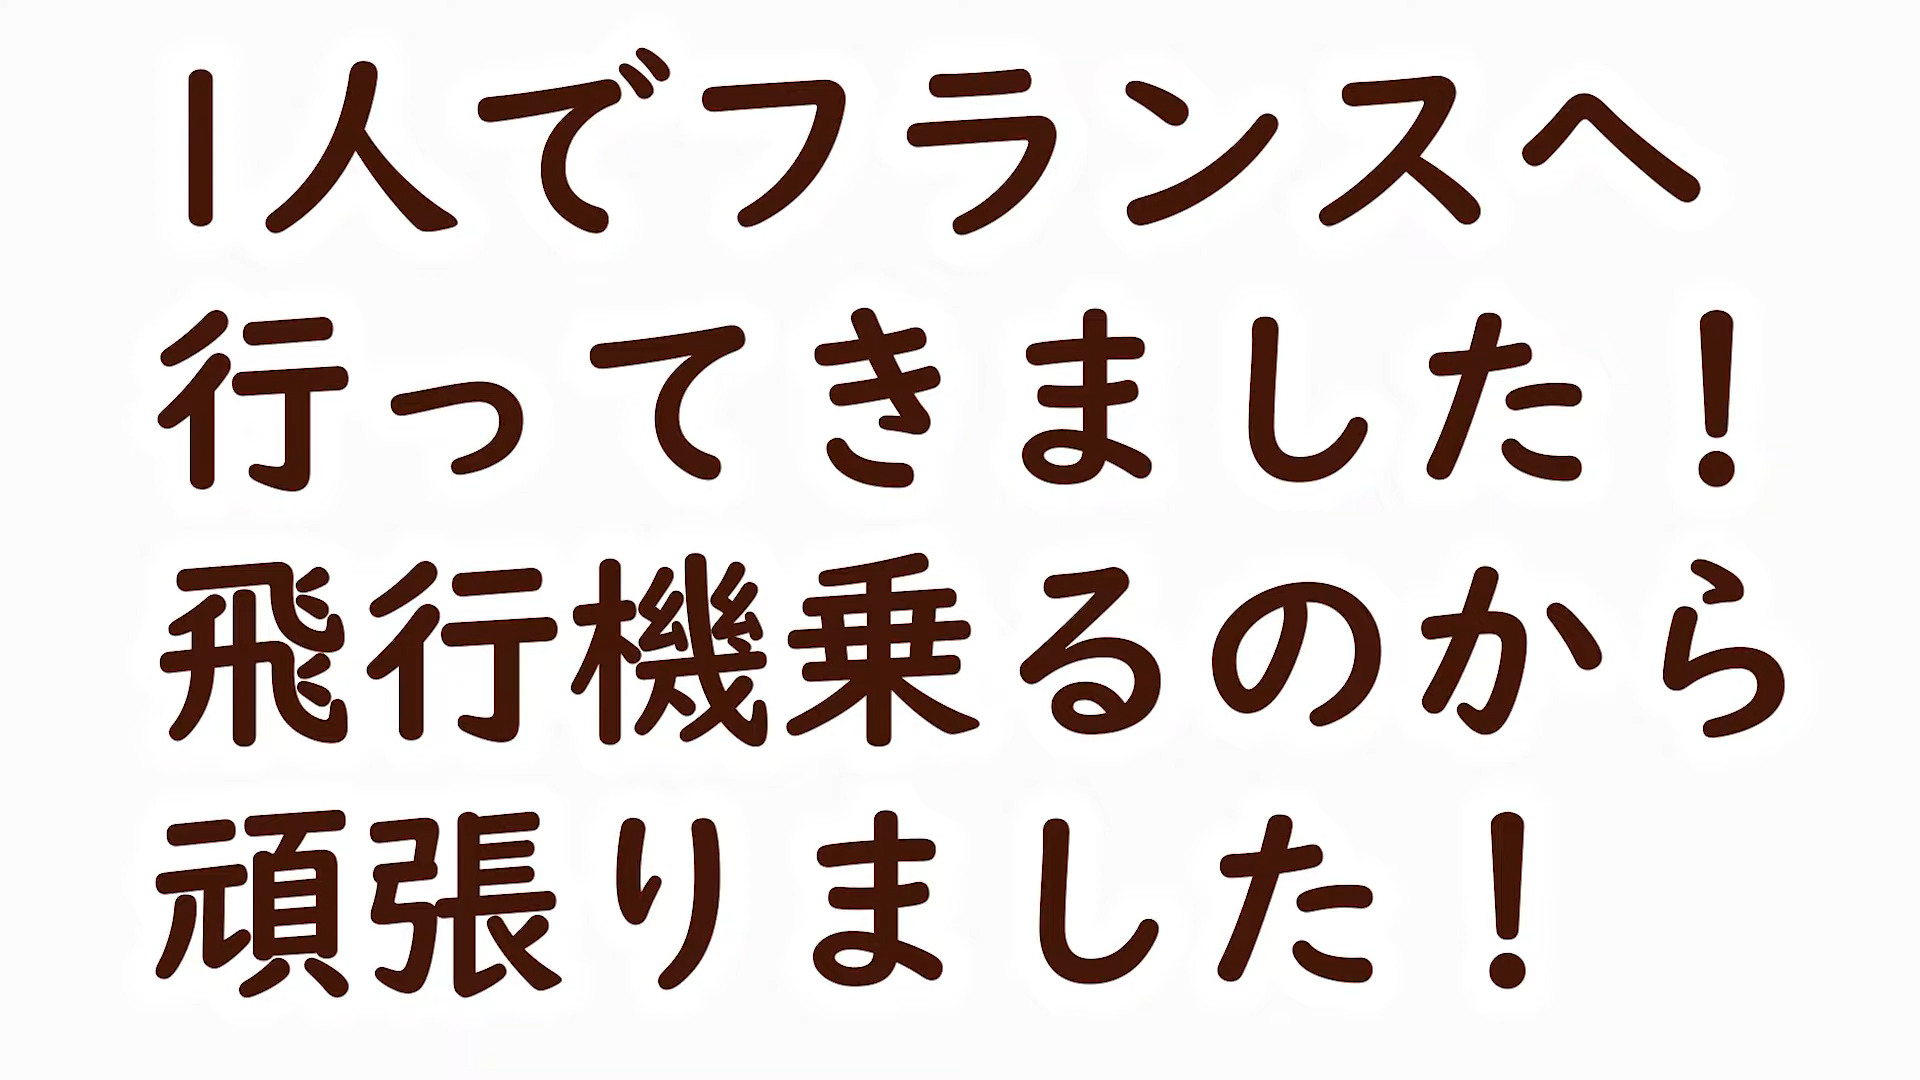 1人でフランスへ
行ってきました！
飛行機乗るのから
頑張りました！